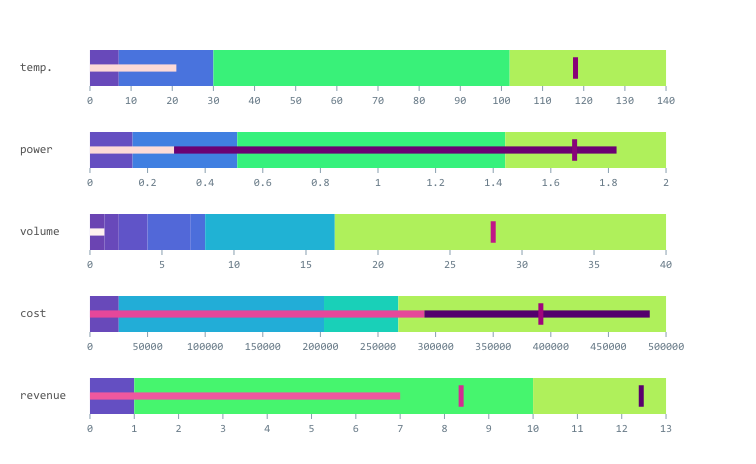 temp.
0 10 20 30 40 50 60 70 80 90 100 110 120 130 140
power
0 0.2 0.4 0.6 0.8 1 1.2 1.4 1.6 1.8 2
volume
0 5 10 15 20 25 30 35 40
cost
0 50000 100000 150000 200000 250000 300000 350000 400000 450000 500000
revenue
0 1 2 3 4 5 6 7 8 9 10 11 12 13